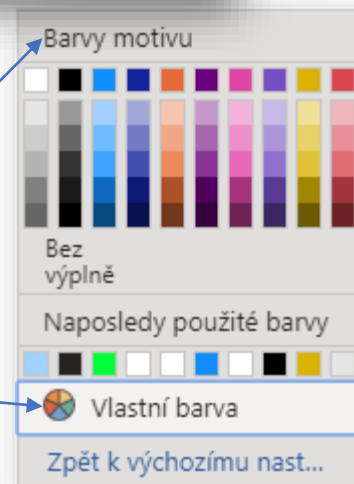 Barvy motivu
Bez
výplně
Naposledy použité barvy
Vlastní barva
Zpět k výchozímu nast...